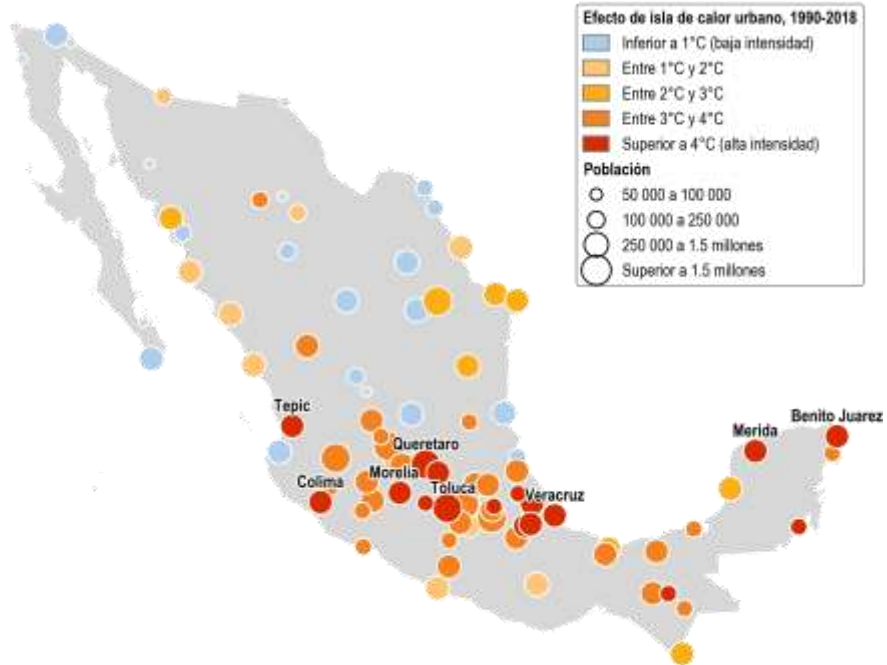 Efecto de isla de calor urbano, 1990-2018
Inferior a 1°C (baja intensidad)
Entre 1°C y 2°C
Entre 2°C y 3°C
Entre 3°C y 4°C
Superior a 4°C (alta intensidad)
Población
50 000 a 100 000
100 000 a 250 000
250 000 a 1.5 millones
Superior a 1.5 millones
Tepic
Queretaro
Colima
Morelia
Toluca
Veracruz
Merida
Benito Juarez